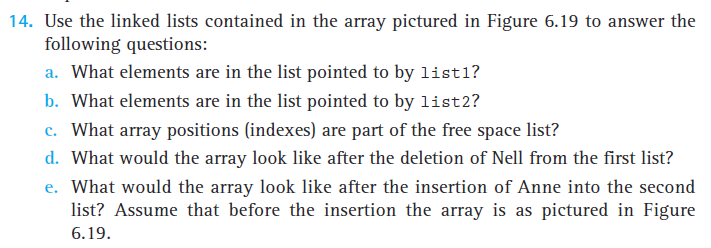 14. Use the linked lists contained in the array pictured in Figure 6.19 to answer the
following questions:
a. What elements are in the list pointed to by list1?
b. What elements are in the list pointed to by list2?
c. What array positions (indexes) are part of the free space list?
d. What would the array look like after the deletion of Nell from the first list?
e. What would the array look like after the insertion of Anne into the second
list? Assume that before the insertion the array is as pictured in Figure
6.19.